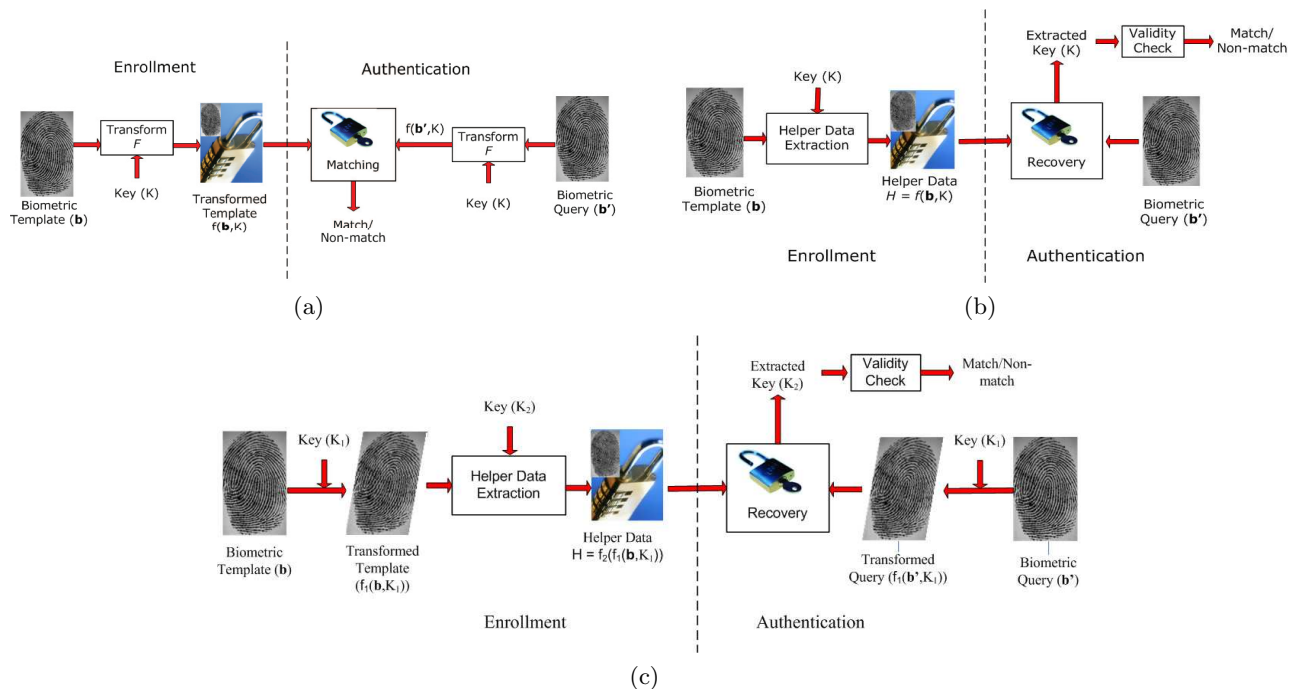 Enrollment
Authentication
Transform
F
Key (K)
Biometric
Template (b)
Transformed
Template
f(b,K)
Matching
Match/
Non-match
f(b’,K)
Transform
F
Key (K)
Biometric
Query (b’)
(a)
Key (K)
Helper Data
Extraction
Biometric
Template (b)
Helper Data
H = f(b,K)
Extracted
Key (K)
Validity
Check
Match/
Non-match
Recovery
Biometric
Query (b’)
Enrollment
Authentication
(b)
Key (K₁)
Biometric
Template (b)
Transformed
Template
(f₁(b,K₁))
Key (K₂)
Helper Data
Extraction
Helper Data
H = f₂(f₁(b,K₁))
Extracted
Key (K₂)
Validity
Check
Match/Non-
match
Recovery
Key (K₁)
Transformed
Query (f₁(b’,K₁))
Biometric
Query (b’)
Enrollment
Authentication
(c)